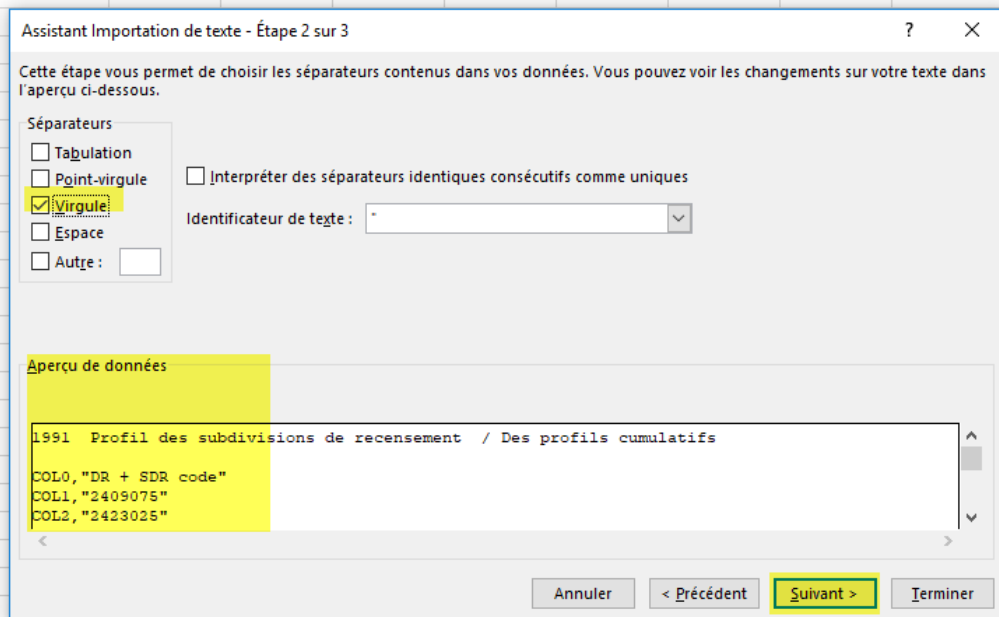 Assistant Importation de texte - Étape 2 sur 3
?
Cette étape vous permet de choisir les séparateurs contenus dans vos données. Vous pouvez voir les changements sur votre texte dans
l'aperçu ci-dessous.
Séparateurs
Tabulation
Point-virgule
Interpréter des séparateurs identiques consécutifs comme uniques
Virgule
Identificateur de texte : "
Espace
Autre :
Aperçu de données
1991  Profil des subdivisions de recensement  / Des profils cumulatifs
COL0,"DR + SDR code"
COL1,"2409075"
COL2,"2423025"
Annuler
< Précédent
Suivant >
Terminer